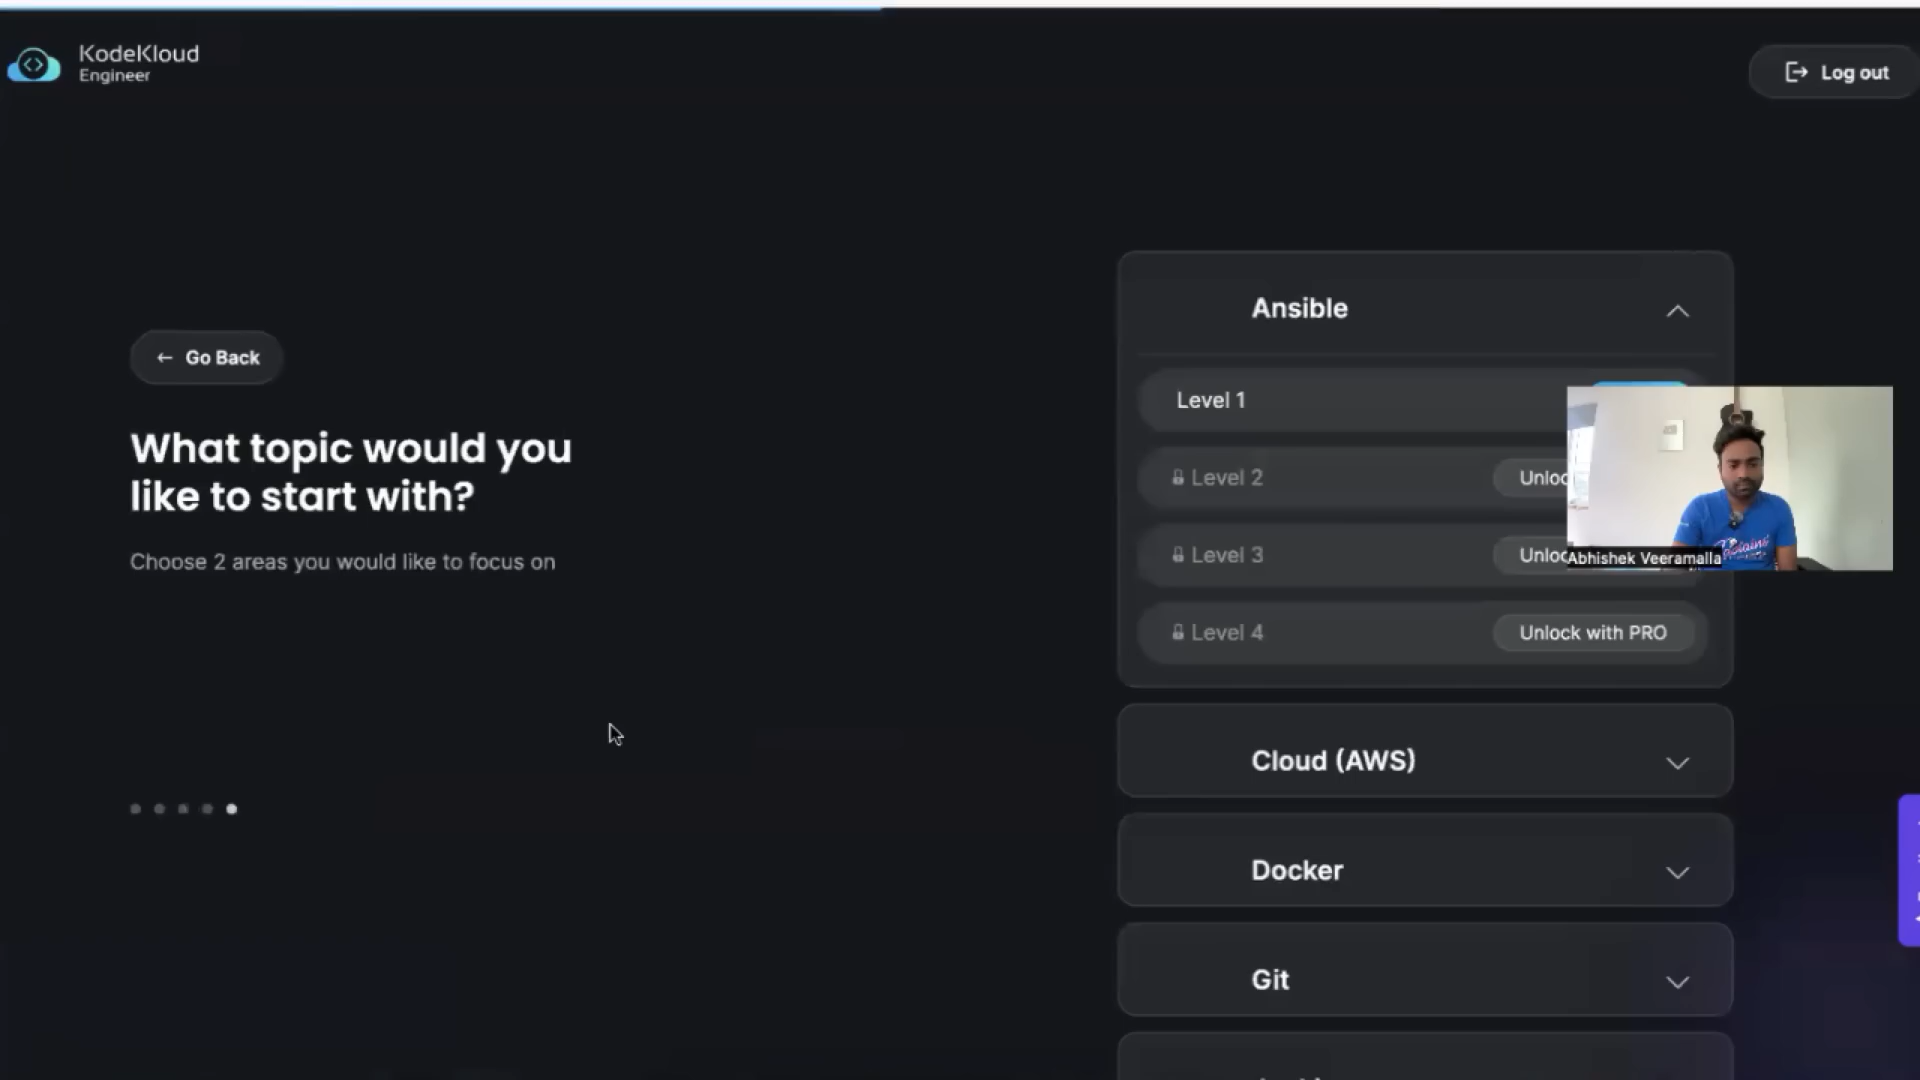 KodeKloud
Engineer
Log out
Go Back
What topic would you
like to start with?
Choose 2 areas you would like to focus on
Ansible
Level 1
Level 2
Level 3
Level 4 Unlock with PRO
Abhishek Veeramalla
Cloud (AWS)
Docker
Git